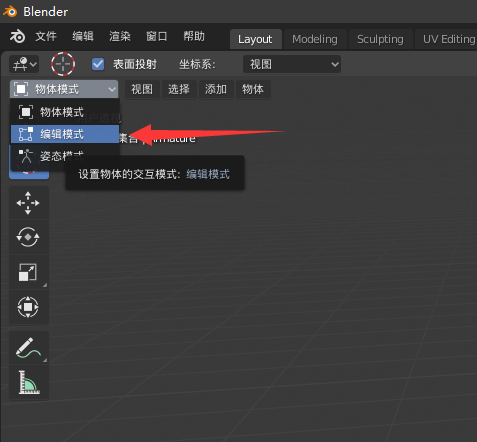 Blender
文件 编辑 渲染 窗口 帮助 Layout Modeling Sculpting UV Editing
表面投射 坐标系: 视图
物体模式 视图 选择 添加 物体
物体模式
编辑模式
集合 Armature
姿态模式
设置物体的交互模式: 编辑模式